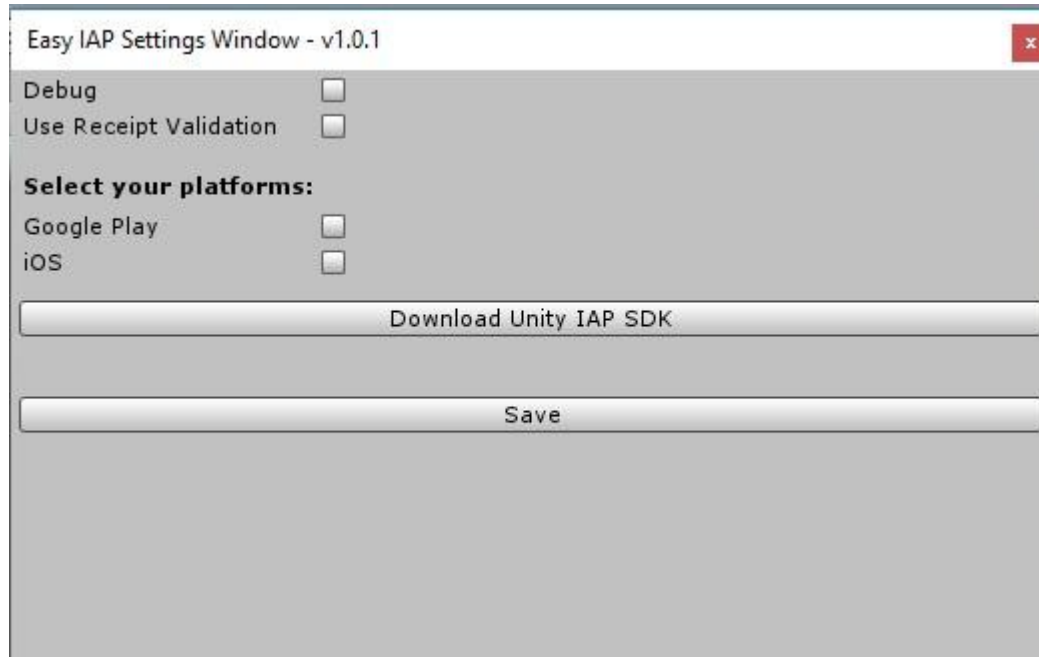 Easy IAP Settings Window - v1.0.1
x
Debug
Use Receipt Validation
Select your platforms:
Google Play
iOS
Download Unity IAP SDK
Save